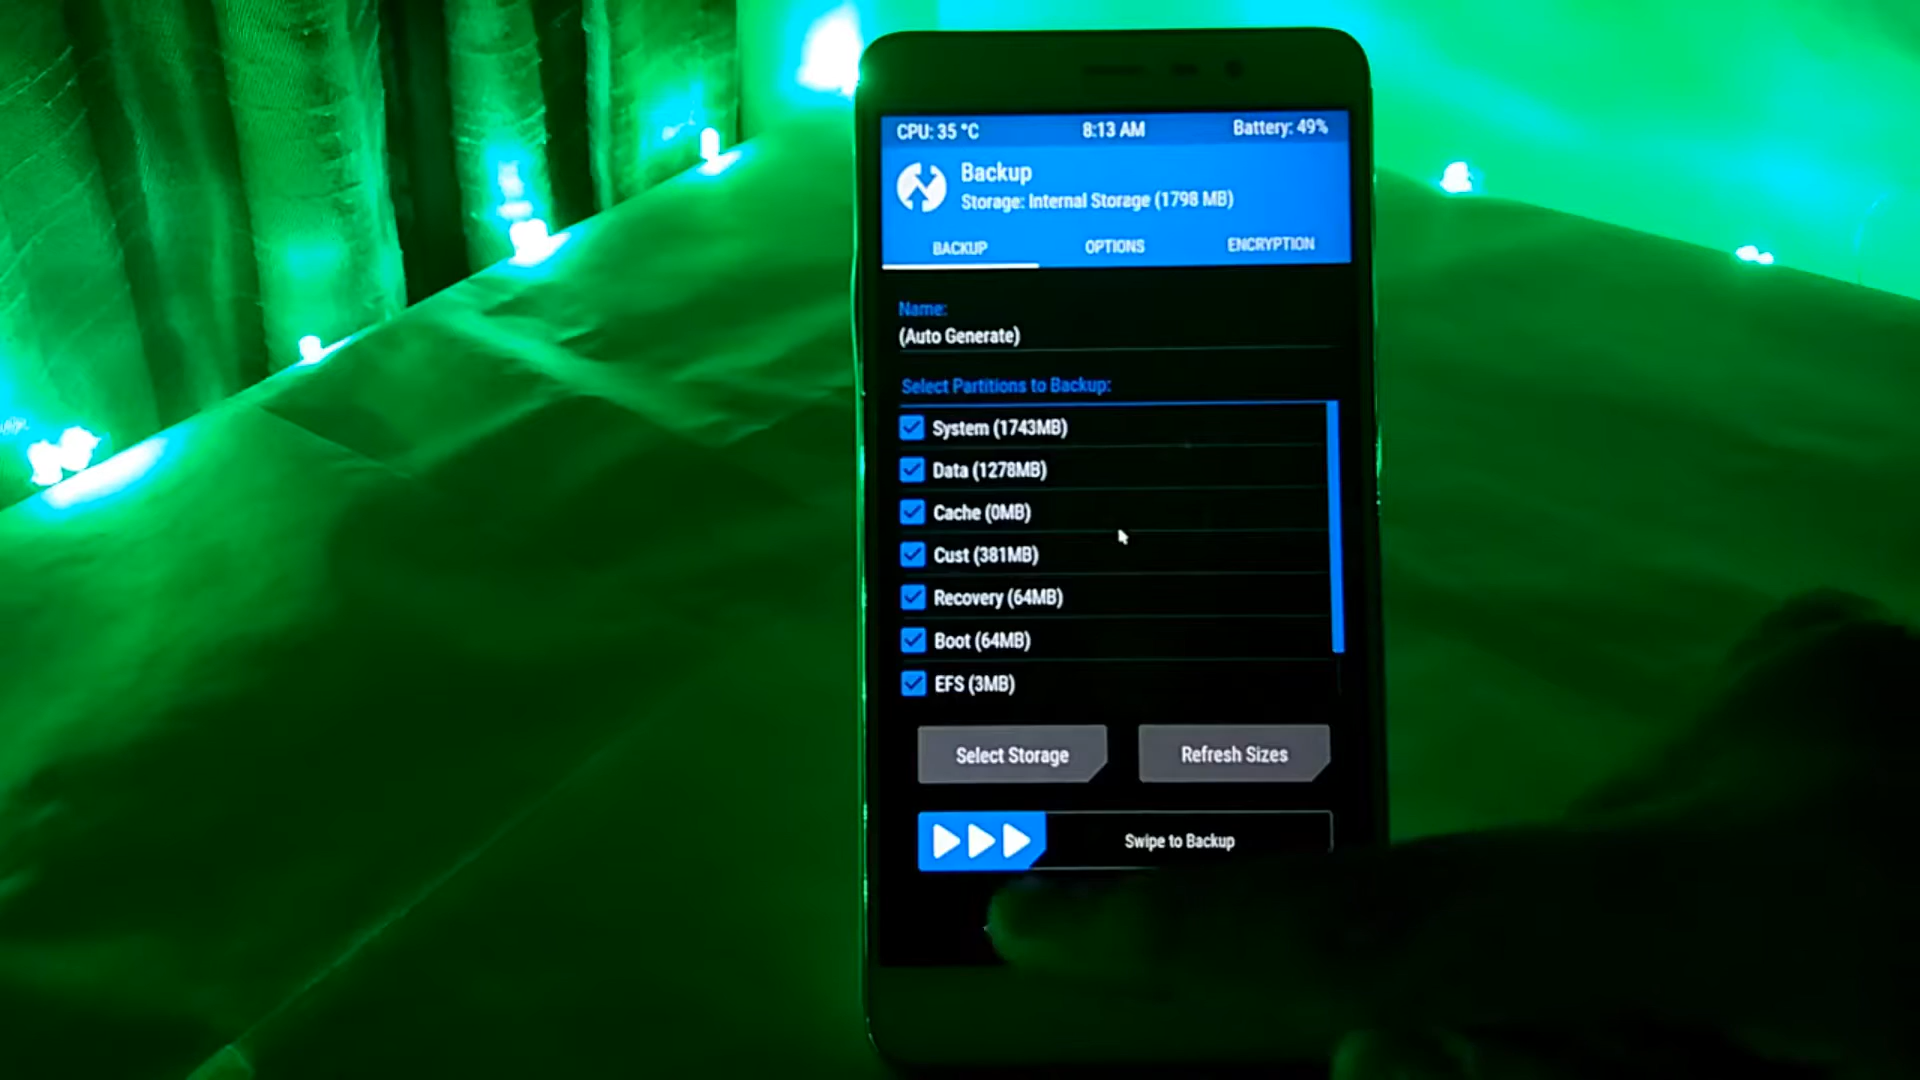 CPU: 35 °C 8:13 AM Battery: 49%
Backup
Storage: Internal Storage (1798 MB)
BACKUP OPTIONS ENCRYPTION
Name:
(Auto Generate)
Select Partitions to Backup:
System (1743MB)
Data (1278MB)
Cache (0MB)
Cust (381MB)
Recovery (64MB)
Boot (64MB)
EFS (3MB)
Select Storage Refresh Sizes
Swipe to Backup